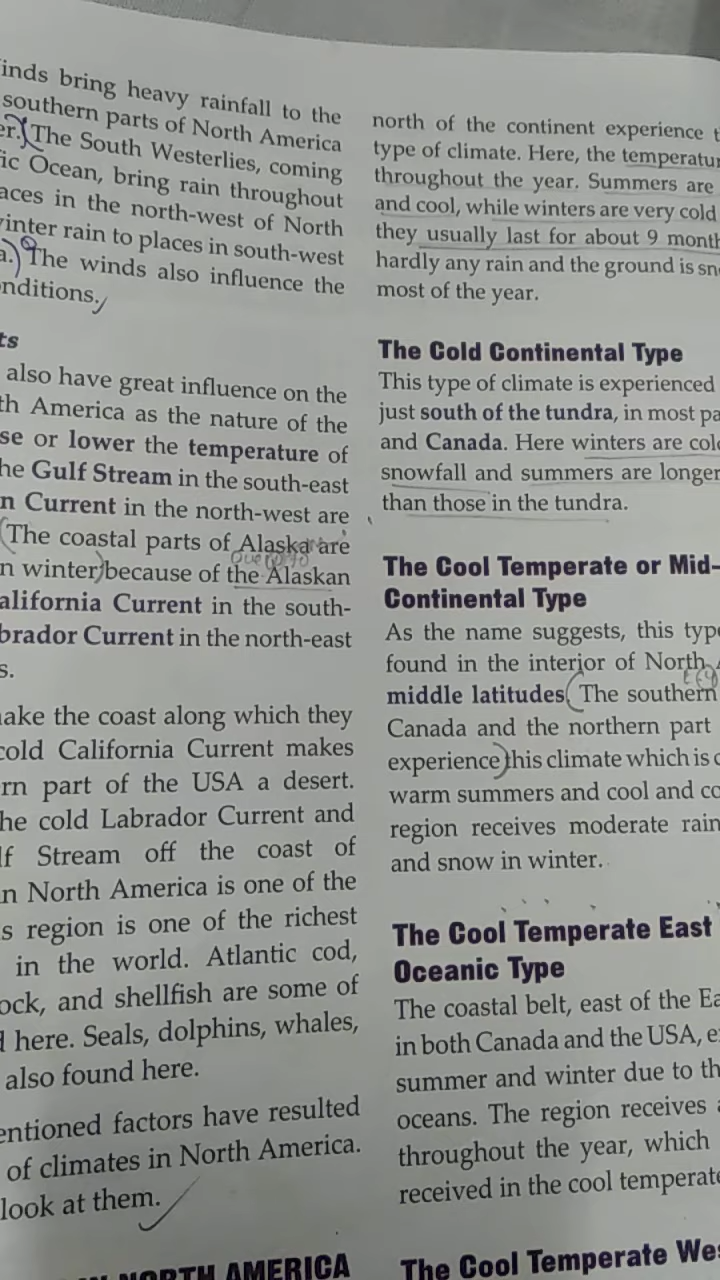 inds bring heavy rainfall to the
southern parts of North America
er. The South Westerlies, coming
ic Ocean, bring rain throughout
aces in the north-west of North
inter rain to places in south-west
a. The winds also influence the
nditions.
ts
also have great influence on the
th America as the nature of the
se or lower the temperature of
he Gulf Stream in the south-east
n Current in the north-west are
(The coastal parts of Alaska are
n winter) because of the Alaskan
alifornia Current in the south-
brador Current in the north-east
s.
ake the coast along which they
cold California Current makes
rn part of the USA a desert.
he cold Labrador Current and
lf Stream off the coast of
n North America is one of the
s region is one of the richest
in the world. Atlantic cod,
ock, and shellfish are some of
d here. Seals, dolphins, whales,
also found here.
entioned factors have resulted
of climates in North America.
look at them.
NORTH AMERICA
north of the continent experience t
type of climate. Here, the temperatur
throughout the year. Summers are
and cool, while winters are very cold
they usually last for about 9 month
hardly any rain and the ground is sn
most of the year.
The Cold Continental Type
This type of climate is experienced
just south of the tundra, in most pa
and Canada. Here winters are col
snowfall and summers are longer
than those in the tundra.
The Cool Temperate or Mid-
Continental Type
As the name suggests, this type
found in the interior of North A
middle latitudes. (The southern
Canada and the northern part
experience) this climate which is c
warm summers and cool and co
region receives moderate rain
and snow in winter.
The Cool Temperate East
Oceanic Type
The coastal belt, east of the Ea
in both Canada and the USA, e
summer and winter due to th
oceans. The region receives a
throughout the year, which
received in the cool temperate
The Cool Temperate Wes